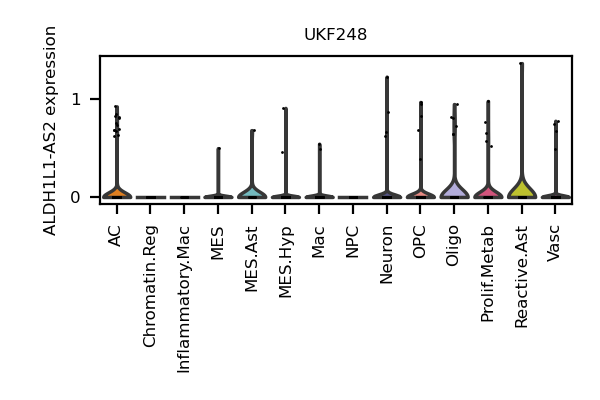 UKF248
ALDH1L1-AS2 expression
1
0
AC
Chromatin.Reg
Inflammatory.Mac
MES
MES.Ast
MES.Hyp
Mac
NPC
Neuron
OPC
Oligo
Prolif.Metab
Reactive.Ast
Vasc